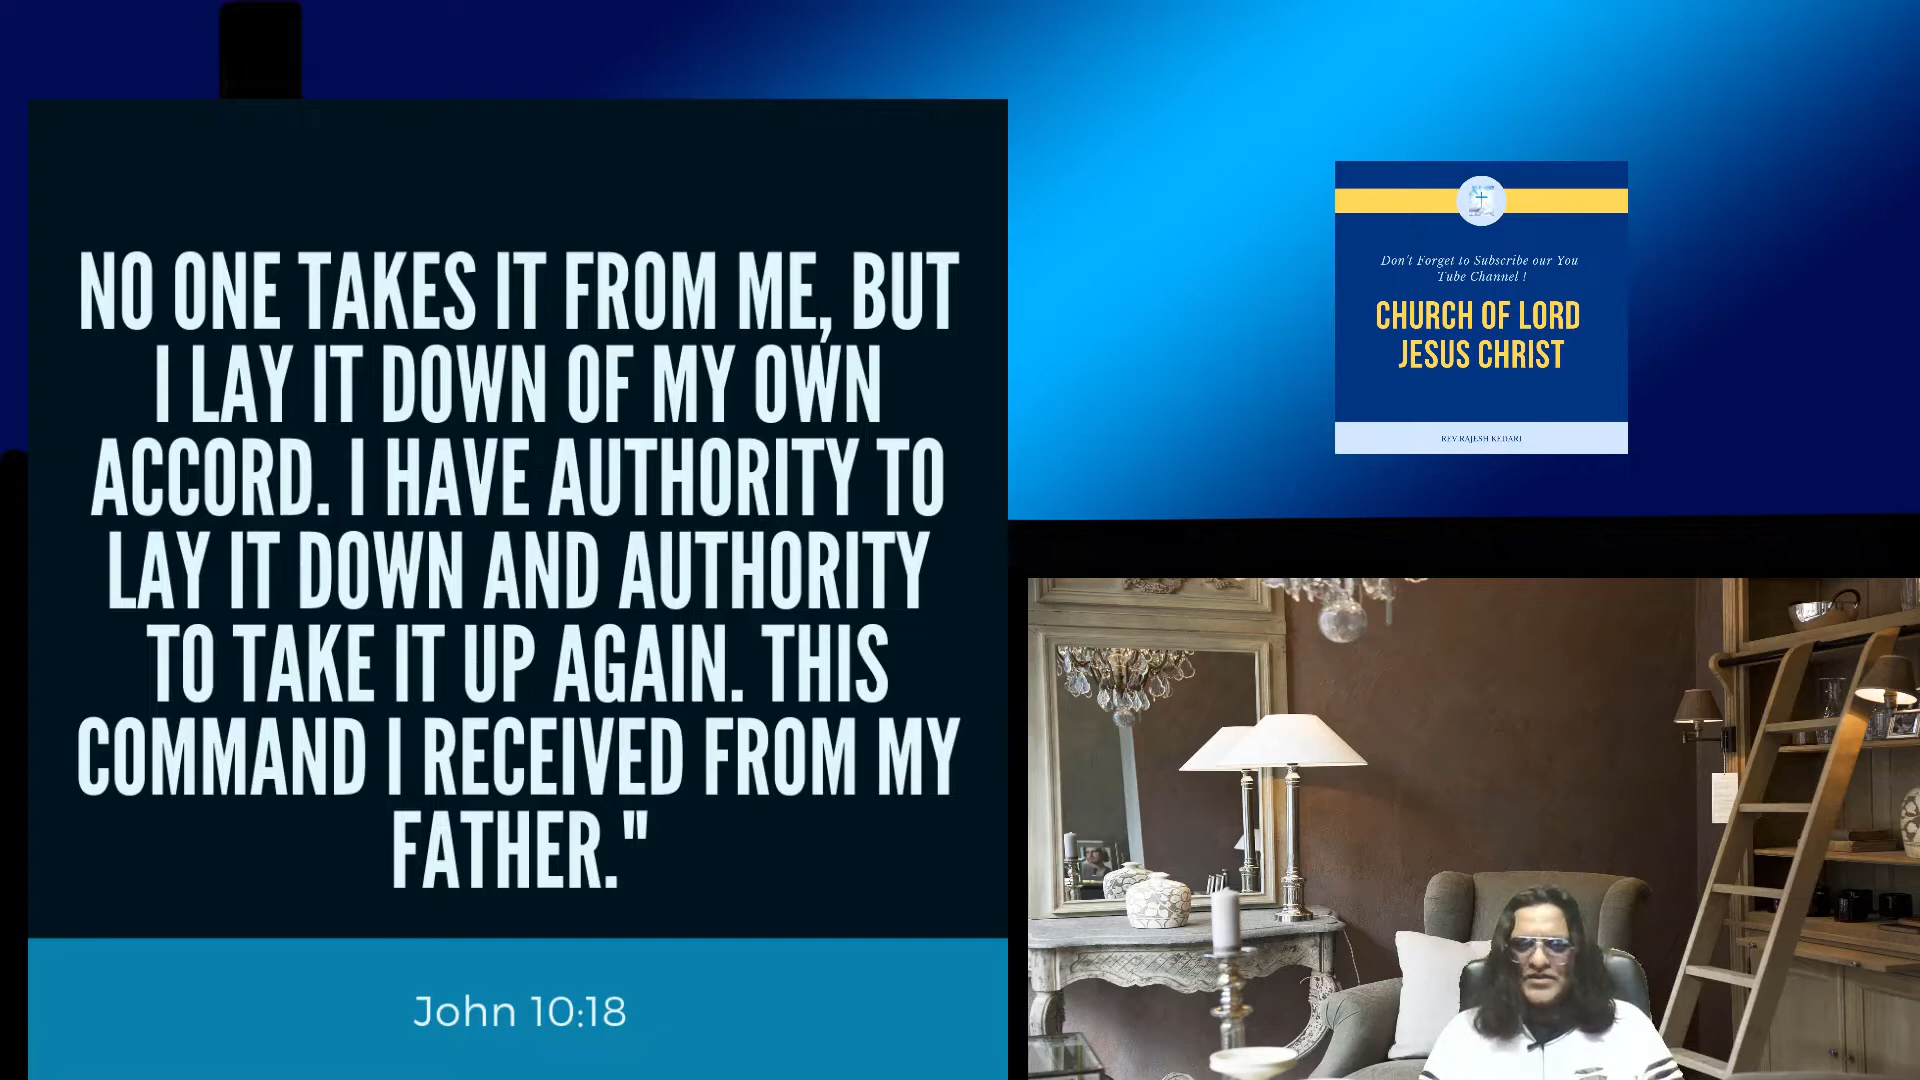 NO ONE TAKES IT FROM ME, BUT
I LAY IT DOWN OF MY OWN
ACCORD. I HAVE AUTHORITY TO
LAY IT DOWN AND AUTHORITY
TO TAKE IT UP AGAIN. THIS
COMMAND I RECEIVED FROM MY
FATHER."
John 10:18
Don't Forget to Subscribe our You
Tube Channel !
CHURCH OF LORD
JESUS CHRIST
REV.RAJESH KEDARI